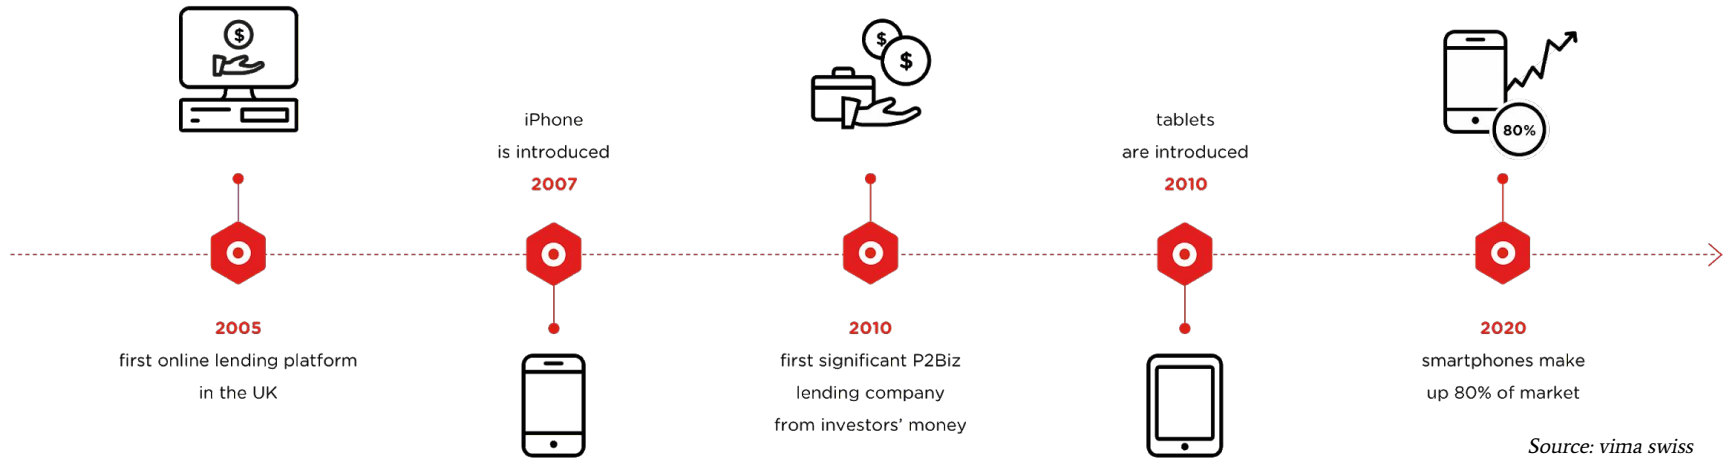 $
2005
first online lending platform
in the UK
iPhone
is introduced
2007
$
$
2010
first significant P2Biz
lending company
from investors’ money
tablets
are introduced
2010
80%
2020
smartphones make
up 80% of market
Source: vima swiss